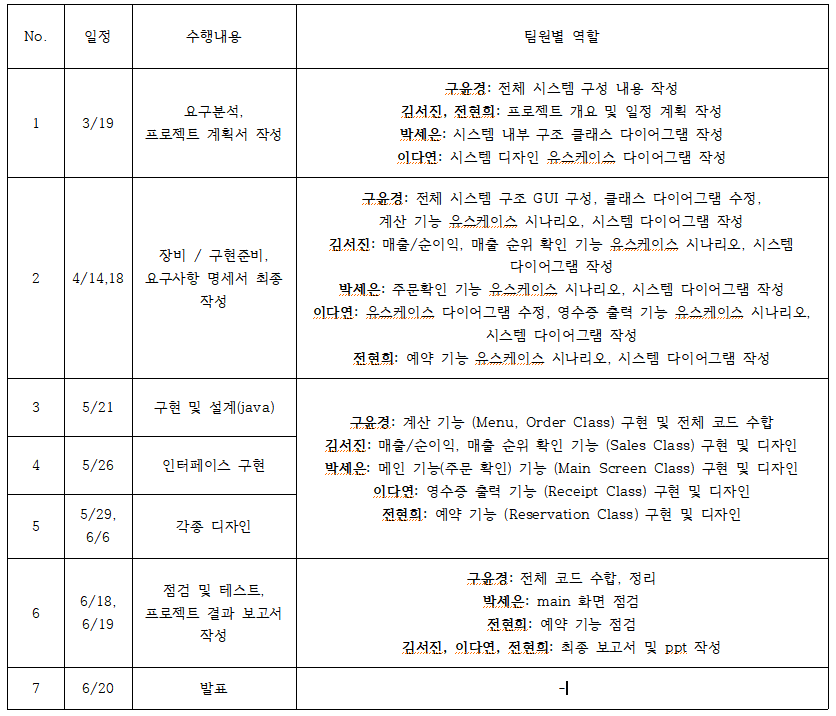 No.
일정
수행내용
팀원별 역할
1
3/19
요구분석,
프로젝트 계획서 작성
구윤경: 전체 시스템 구성 내용 작성
김서진, 전현희: 프로젝트 개요 및 일정 계획 작성
박세은: 시스템 내부 구조 클래스 다이어그램 작성
이다연: 시스템 디자인 유스케이스 다이어그램 작성
2
4/14,18
장비 / 구현준비,
요구사항 명세서 최종
작성
구윤경: 전체 시스템 구조 GUI 구성, 클래스 다이어그램 수정,
계산 기능 유스케이스 시나리오, 시스템 다이어그램 작성
김서진: 매출/순이익, 매출 순위 확인 기능 유스케이스 시나리오, 시스템
다이어그램 작성
박세은: 주문확인 기능 유스케이스 시나리오, 시스템 다이어그램 작성
이다연: 유스케이스 다이어그램 수정, 영수증 출력 기능 유스케이스 시나리오,
시스템 다이어그램 작성
전현희: 예약 기능 유스케이스 시나리오, 시스템 다이어그램 작성
3
5/21
구현 및 설계(java)
4
5/26
인터페이스 구현
5
5/29,
6/6
각종 디자인
구윤경: 계산 기능 (Menu, Order Class) 구현 및 전체 코드 수합
김서진: 매출/순이익, 매출 순위 확인 기능 (Sales Class) 구현 및 디자인
박세은: 메인 기능(주문 확인) 기능 (Main Screen Class) 구현 및 디자인
이다연: 영수증 출력 기능 (Receipt Class) 구현 및 디자인
전현희: 예약 기능 (Reservation Class) 구현 및 디자인
6
6/18,
6/19
점검 및 테스트,
프로젝트 결과 보고서
작성
구윤경: 전체 코드 수합, 정리
박세은: main 화면 점검
전현희: 예약 기능 점검
김서진, 이다연, 전현희: 최종 보고서 및 ppt 작성
7
6/20
발표
-